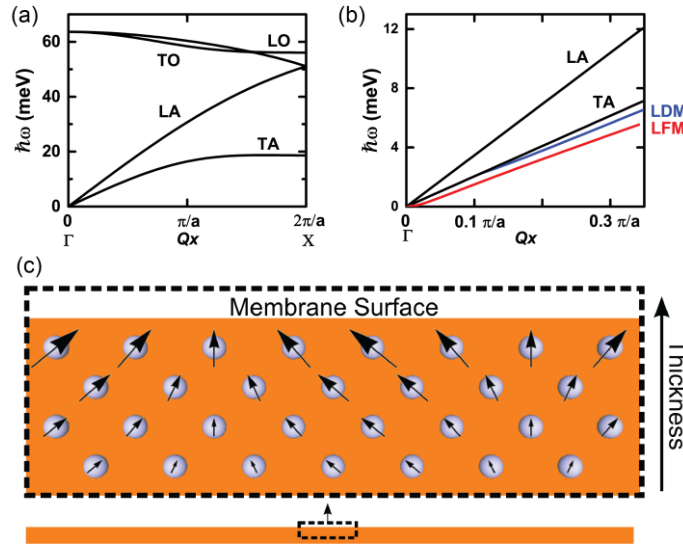 (a)
60
40
20
0
ħω (meV)
LO
TO
LA
TA
0 π/a 2π/a
Γ Qx X
(b)
12
8
4
0
ħω (meV)
LA
TA
LDM
LFM
0 0.1 π/a 0.3 π/a
Γ Qx
(c)
Membrane Surface
Thickness